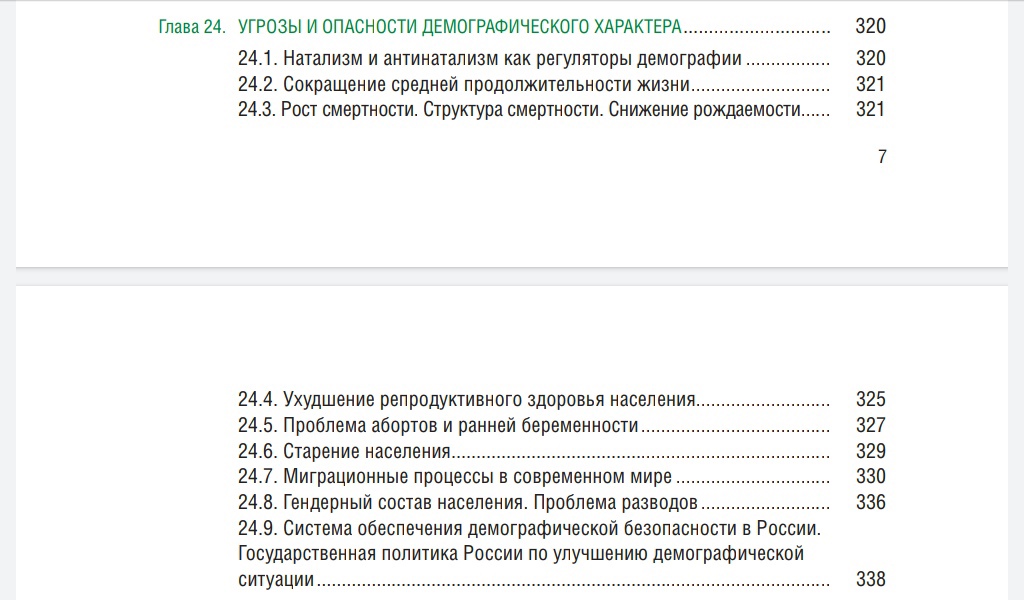 Глава 24. УГРОЗЫ И ОПАСНОСТИ ДЕМОГРАФИЧЕСКОГО ХАРАКТЕРА............................ 320
24.1. Натализм и антинатализм как регуляторы демографии ................ 320
24.2. Сокращение средней продолжительности жизни.......................... 321
24.3. Рост смертности. Структура смертности. Снижение рождаемости...... 321
7
24.4. Ухудшение репродуктивного здоровья населения......................... 325
24.5. Проблема абортов и ранней беременности.................................... 327
24.6. Старение населения........................................................................ 329
24.7. Миграционные процессы в современном мире ............................. 330
24.8. Гендерный состав населения. Проблема разводов ......................... 336
24.9. Система обеспечения демографической безопасности в России.
Государственная политика России по улучшению демографической
ситуации.................................................................................................. 338